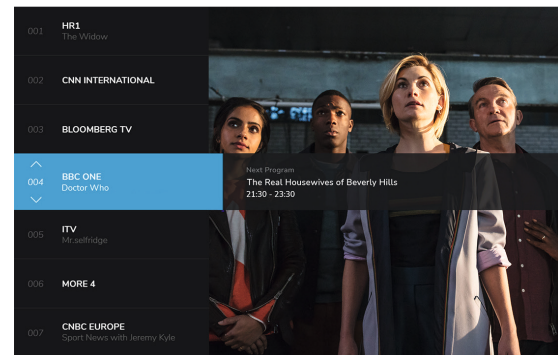 001
HR1
The Widow
002
CNN INTERNATIONAL
003
BLOOMBERG TV
004
BBC ONE
Doctor Who
Next Program
The Real Housewives of Beverly Hills
21:30 - 23:30
005
ITV
Mr.selfridge
006
MORE 4
007
CNBC EUROPE
Sport News with Jeremy Kyle